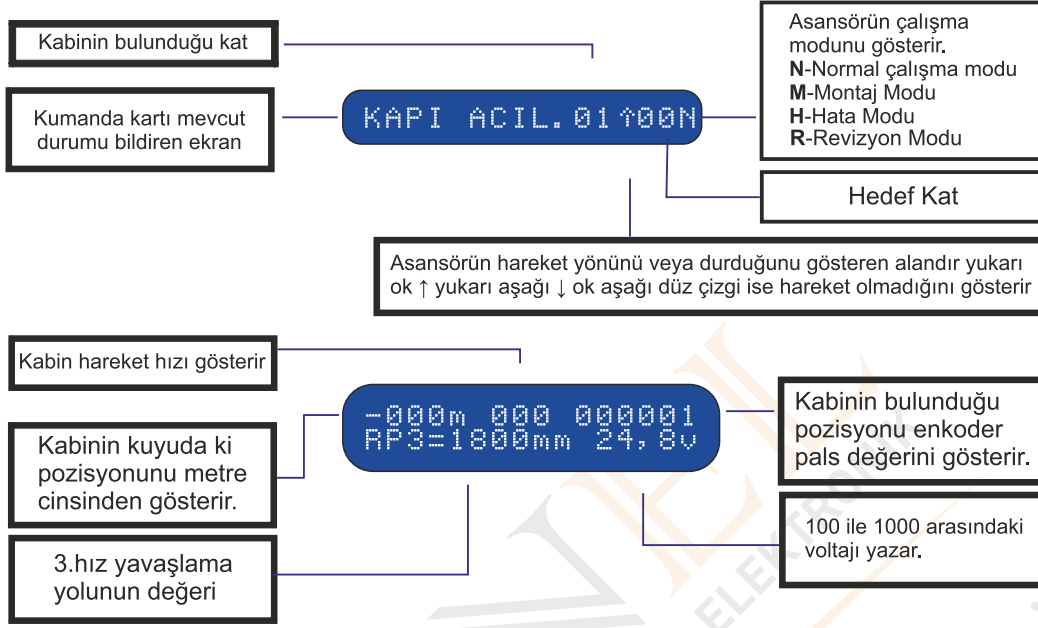 Kabinin bulunduğu kat
Kumanda kartı mevcut
durumu bildiren ekran
KAPI ACIL.01↑00N
Asansörün çalışma
modunu gösterir.
N-Normal çalışma modu
M-Montaj Modu
H-Hata Modu
R-Revizyon Modu
Hedef Kat
Asansörün hareket yönünü veya durduğunu gösteren alandır yukarı
ok ↑ yukarı aşağı ↓ ok aşağı düz çizgi ise hareket olmadığını gösterir
Kabin hareket hızı gösterir
Kabinin kuyuda ki
pozisyonunu metre
cinsinden gösterir.
3.hız yavaşlama
yolunun değeri
-000m 000 000001
RP3=1800mm 24,8v
Kabinin bulunduğu
pozisyonu enkoder
pals değerini gösterir.
100 ile 1000 arasındaki
voltajı yazar.
ELEKTRONIK